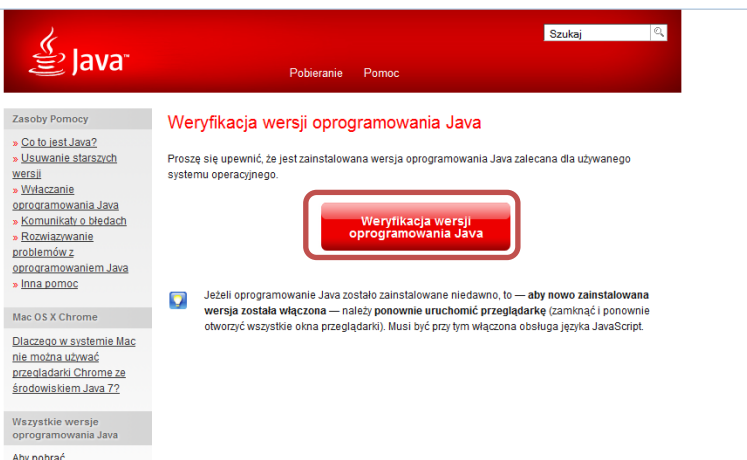 Szukaj
Java™
Pobieranie Pomoc
Zasoby Pomocy
» Co to jest Java?
» Usuwanie starszych
wersji
» Wyłączanie
oprogramowania Java
» Komunikaty o błędach
» Rozwiązywanie
problemów z
oprogramowaniem Java
» Inna pomoc
Mac OS X Chrome
Dlaczego w systemie Mac
nie można używać
przeglądarki Chrome ze
środowiskiem Java 7?
Wszystkie wersje
oprogramowania Java
Aby pobrać
Weryfikacja wersji oprogramowania Java
Proszę się upewnić, że jest zainstalowana wersja oprogramowania Java zalecana dla używanego
systemu operacyjnego.
Weryfikacja wersji
oprogramowania Java
Jeżeli oprogramowanie Java zostało zainstalowane niedawno, to — aby nowo zainstalowana
wersja została włączona — należy ponownie uruchomić przeglądarkę (zamknąć i ponownie
otworzyć wszystkie okna przeglądarki). Musi być przy tym włączona obsługa języka JavaScript.